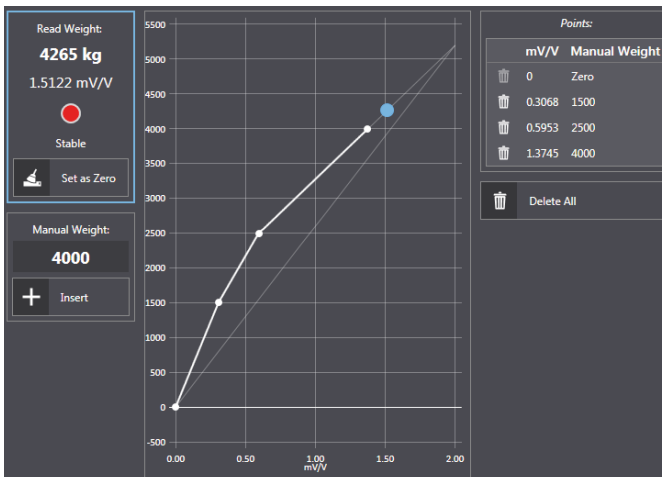 Read Weight:
4265 kg
1.5122 mV/V
Stable
Set as Zero
Manual Weight:
4000
Insert
5500
5000
4500
4000
3500
3000
2500
2000
1500
1000
500
0
-500
0.00 0.50 1.00 1.50 2.00
mV/V
Points:
mV/V Manual Weight
0 Zero
0.3068 1500
0.5953 2500
1.3745 4000
Delete All